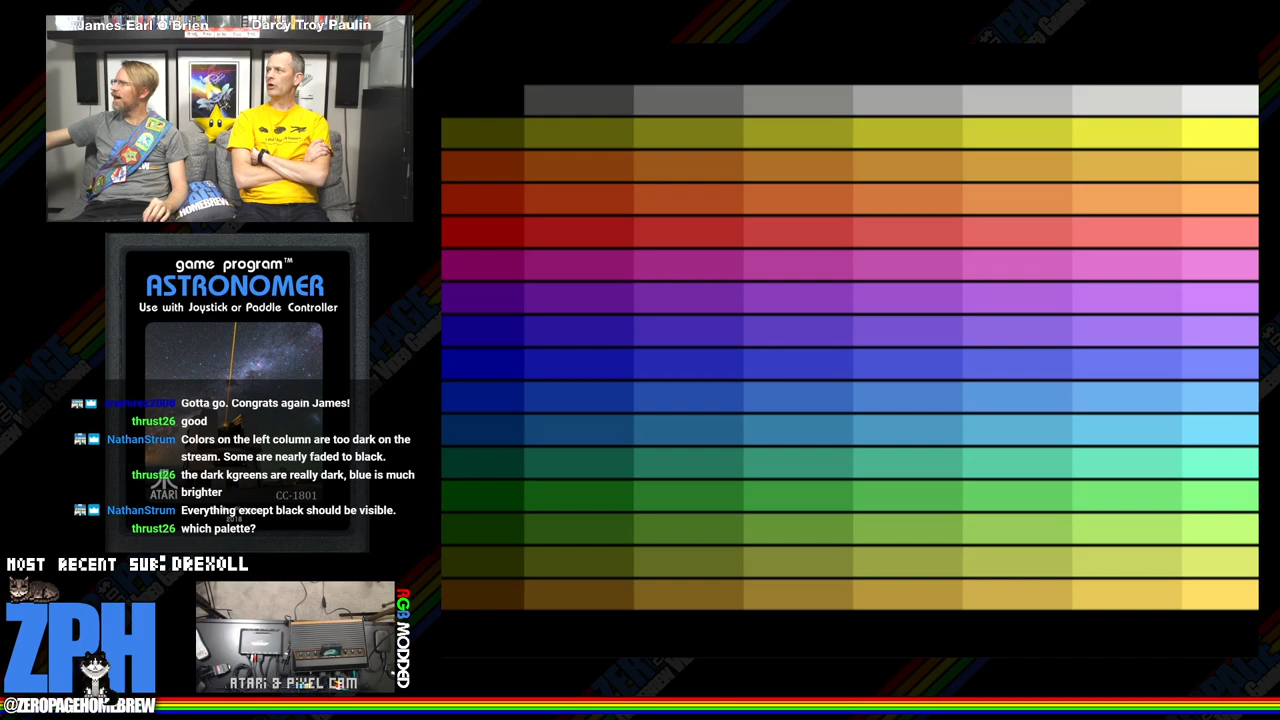 James Earl O'Brien
Darcy Troy Paulin
game program™
ASTRONOMER
Use with Joystick or Paddle Controller
Gotta go. Congrats again James!
thrust26 good
NathanStrum Colors on the left column are too dark on the
stream. Some are nearly faded to black.
thrust26 the dark kgreens are really dark, blue is much
brighter
ATARI
CC-1801
NathanStrum Everything except black should be visible.
2018
thrust26 which palette?
MOST RECENT SUB: DREXOLL
ZPH
HOMEBREW
RGB MODDED
ATARI & PIXEL CAM
@ZEROPAGEHOMEBREW